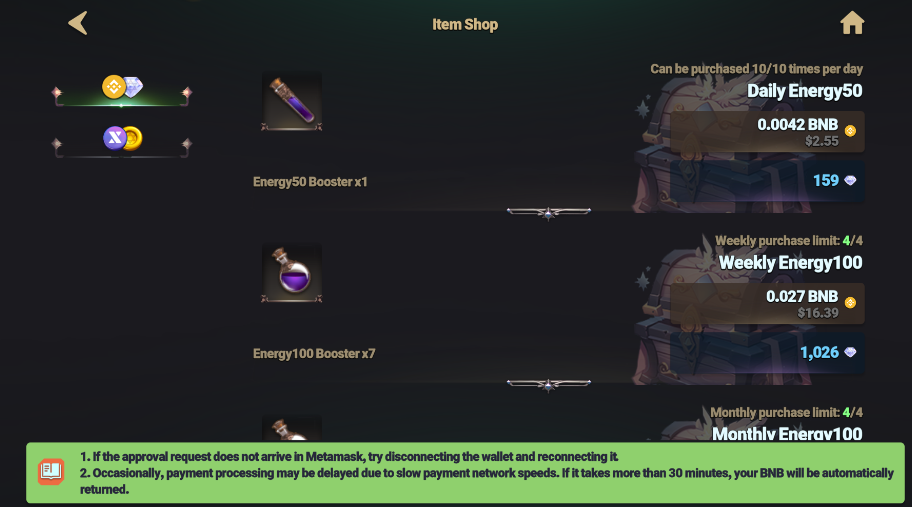 Item Shop
Can be purchased 10/10 times per day
Daily Energy50
0.0042 BNB
$2.55
159
Energy50 Booster x1
Weekly purchase limit: 4/4
Weekly Energy100
0.027 BNB
$16.39
1,026
Energy100 Booster x7
Monthly purchase limit: 4/4
Monthly Energy100
1. If the approval request does not arrive in Metamask, try disconnecting the wallet and reconnecting it.
2. Occasionally, payment processing may be delayed due to slow payment network speeds. If it takes more than 30 minutes, your BNB will be automatically
returned.